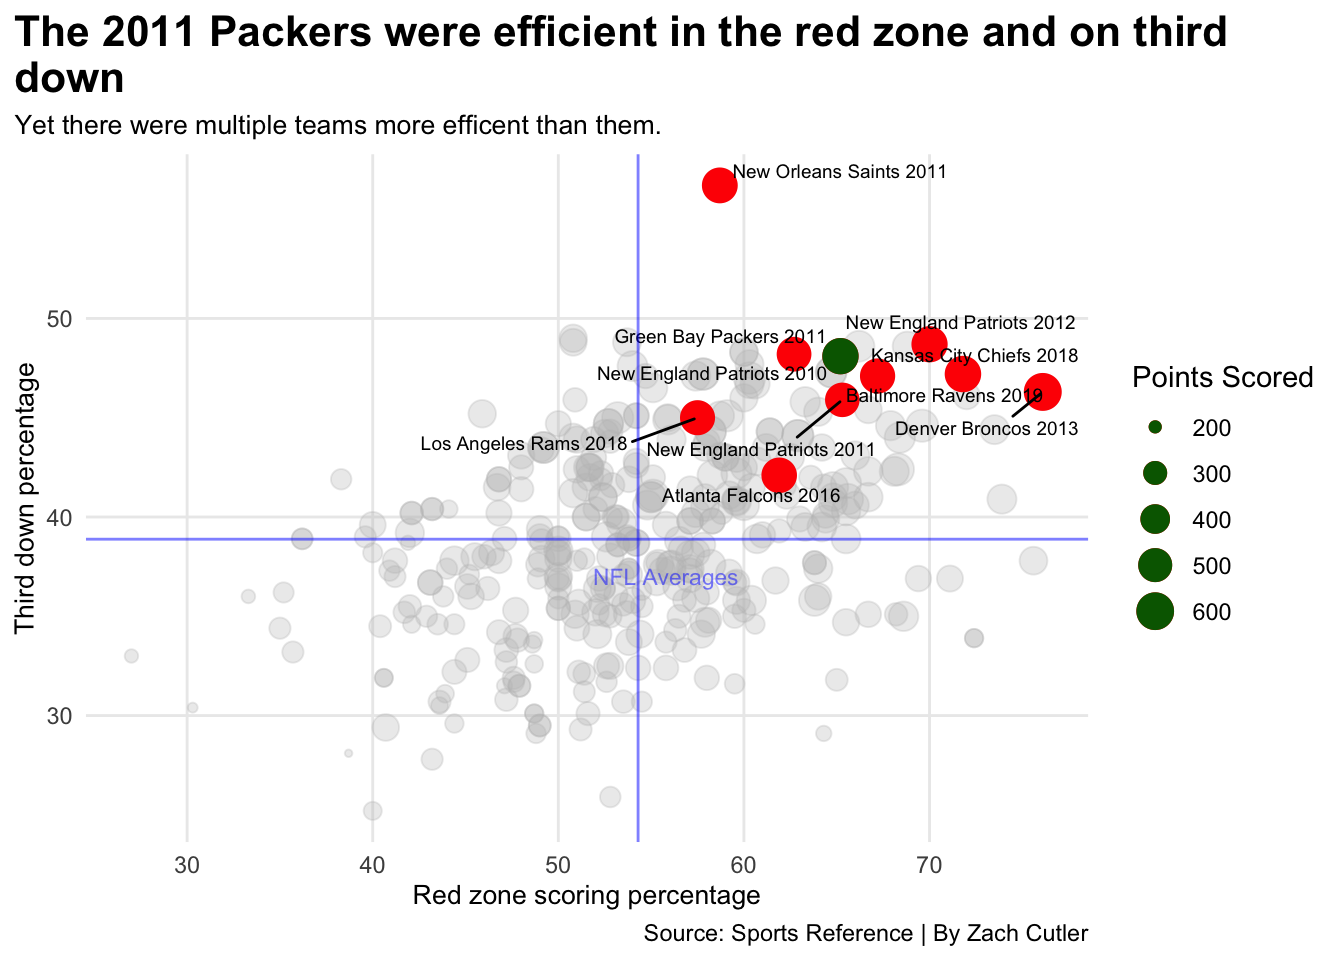 The 2011 Packers were efficient in the red zone and on third
down
Yet there were multiple teams more efficent than them.
New Orleans Saints 2011
New England Patriots 2012
Green Bay Packers 2011
Kansas City Chiefs 2018
New England Patriots 2010
Baltimore Ravens 2019
Denver Broncos 2013
Los Angeles Rams 2018
New England Patriots 2011
Atlanta Falcons 2016
NFL Averages
Third down percentage
50
40
30
30 40 50 60 70
Red zone scoring percentage
Points Scored
200
300
400
500
600
Source: Sports Reference | By Zach Cutler